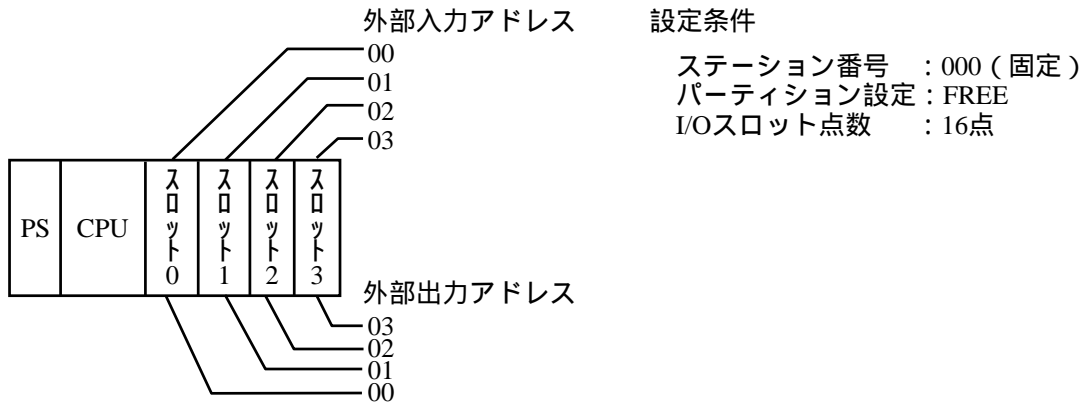 外部入力アドレス
00
01
02
03
設定条件
ステーション番号 :000(固定)
パーティション設定:FREE
I/Oスロット点数 :16点
PS
CPU
スロット0
スロット1
スロット2
スロット3
外部出力アドレス
03
02
01
00